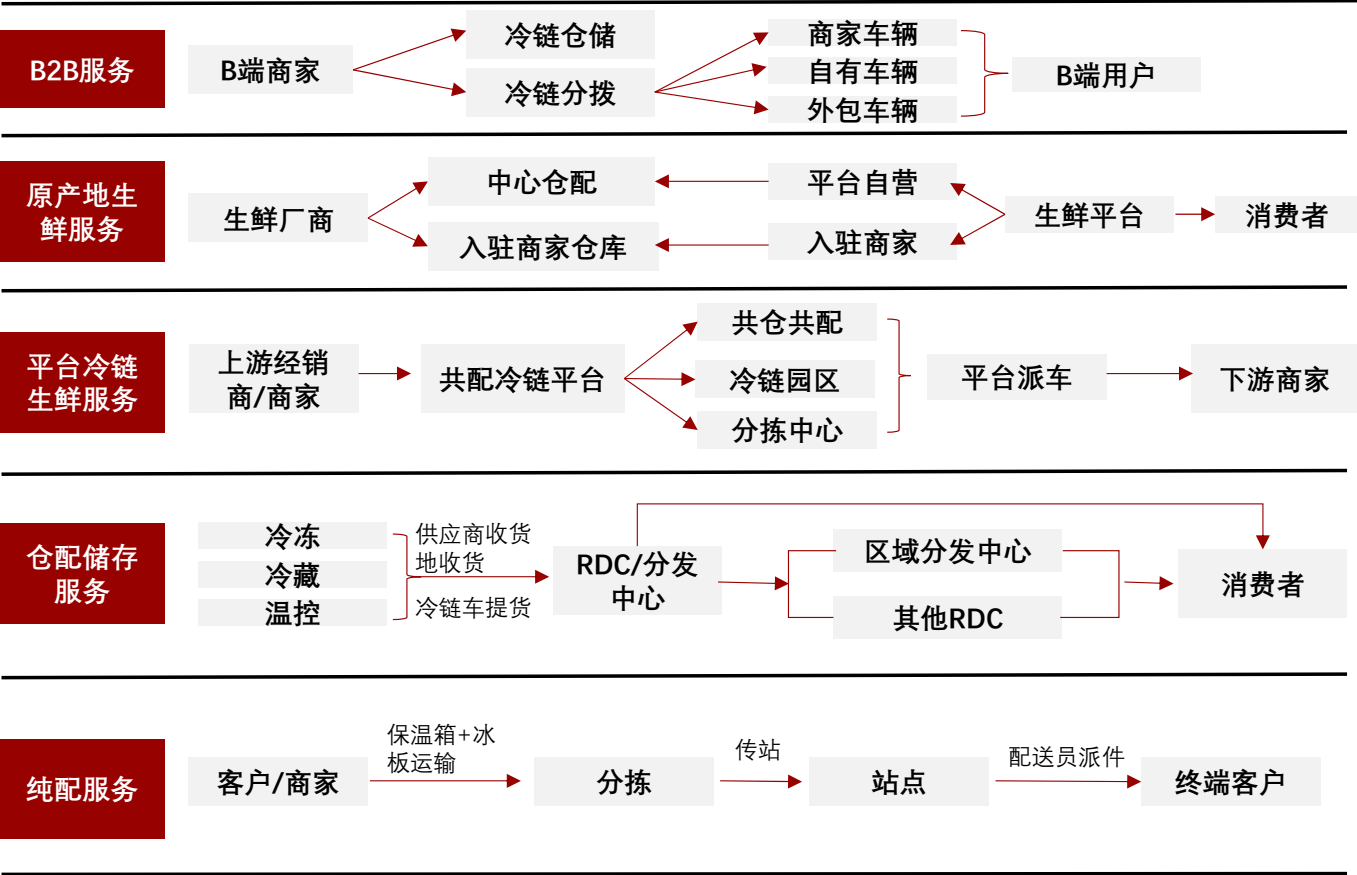 B2B服务
B端商家
冷链仓储
冷链分拨
商家车辆
自有车辆
外包车辆
B端用户
原产地生
鲜服务
生鲜厂商
中心仓配
入驻商家仓库
平台自营
入驻商家
生鲜平台
消费者
平台冷链
生鲜服务
上游经销
商/商家
共配冷链平台
共仓共配
冷链园区
分拣中心
平台派车
下游商家
仓配储存
服务
冷冻
冷藏
温控
供应商收货
地收货
冷链车提货
RDC/分发
中心
区域分发中心
其他RDC
消费者
纯配服务
客户/商家
保温箱+冰
板运输
分拣
传站
站点
配送员派件
终端客户